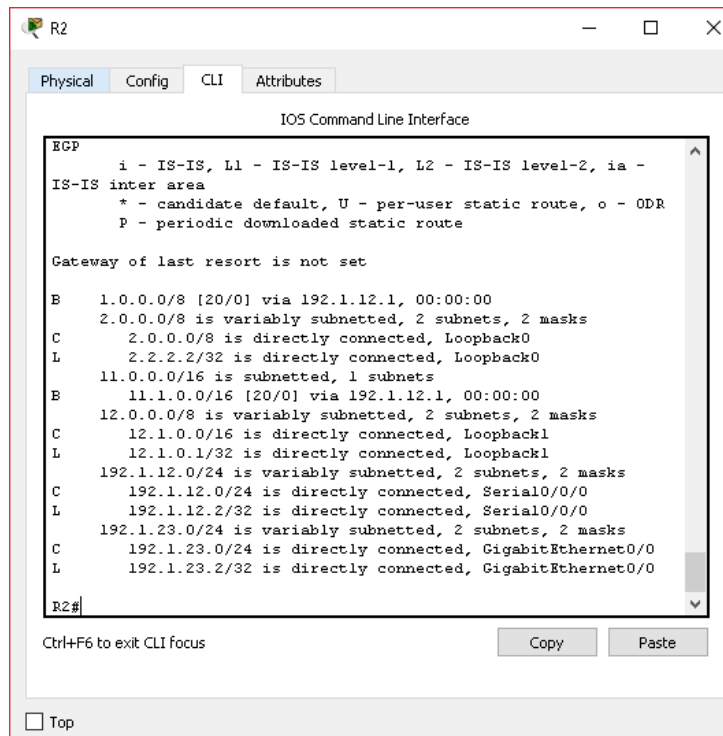 R2
Physical Config CLI Attributes
IOS Command Line Interface
EGP
i - IS-IS, L1 - IS-IS level-1, L2 - IS-IS level-2, ia -
IS-IS inter area
* - candidate default, U - per-user static route, o - ODR
P - periodic downloaded static route
Gateway of last resort is not set
B 1.0.0.0/8 [20/0] via 192.1.12.1, 00:00:00
2.0.0.0/8 is variably subnetted, 2 subnets, 2 masks
C 2.0.0.0/8 is directly connected, Loopback0
L 2.2.2.2/32 is directly connected, Loopback0
11.0.0.0/16 is subnetted, 1 subnets
B 11.1.0.0/16 [20/0] via 192.1.12.1, 00:00:00
12.0.0.0/8 is variably subnetted, 2 subnets, 2 masks
C 12.1.0.0/16 is directly connected, Loopback1
L 12.1.0.1/32 is directly connected, Loopback1
192.1.12.0/24 is variably subnetted, 2 subnets, 2 masks
C 192.1.12.0/24 is directly connected, Serial0/0/0
L 192.1.12.2/32 is directly connected, Serial0/0/0
192.1.23.0/24 is variably subnetted, 2 subnets, 2 masks
C 192.1.23.0/24 is directly connected, GigabitEthernet0/0
L 192.1.23.2/32 is directly connected, GigabitEthernet0/0
R2#
Ctrl+F6 to exit CLI focus Copy Paste
Top